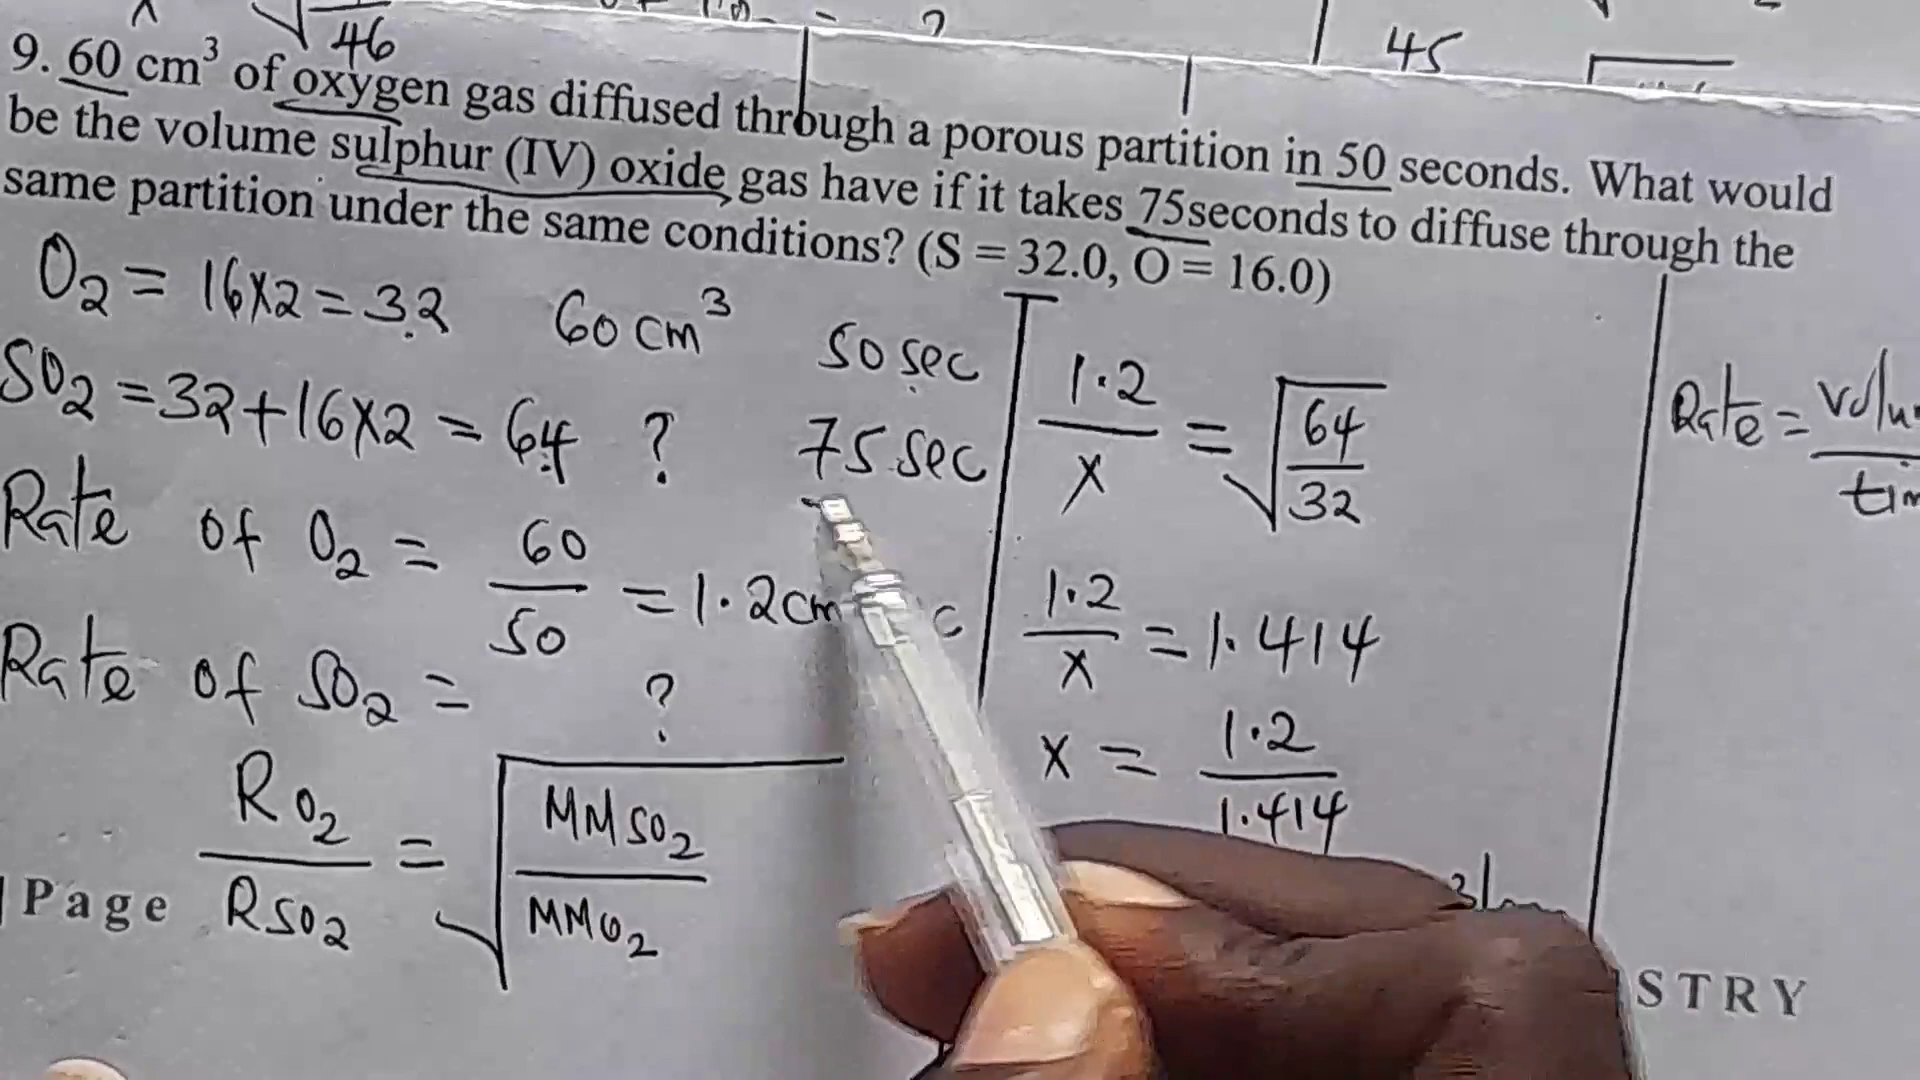 46
45
9. 60 cm³ of oxygen gas diffused through a porous partition in 50 seconds. What would
be the volume sulphur (IV) oxide gas have if it takes 75seconds to diffuse through the
same partition under the same conditions? (S = 32.0, O = 16.0)
O₂ = 16×2 = 32 60 cm³ 50 sec
SO₂ = 32+16×2 = 64 ? 75 sec
Rate of O₂ = 60/50 = 1.2cm
Rate of SO₂ = ?
RO₂/RSO₂ = √(MMSO₂/MMO₂)
1.2/x = √(64/32)
1.2/x = 1.414
x = 1.2/1.414
Rate =
Page
STRY